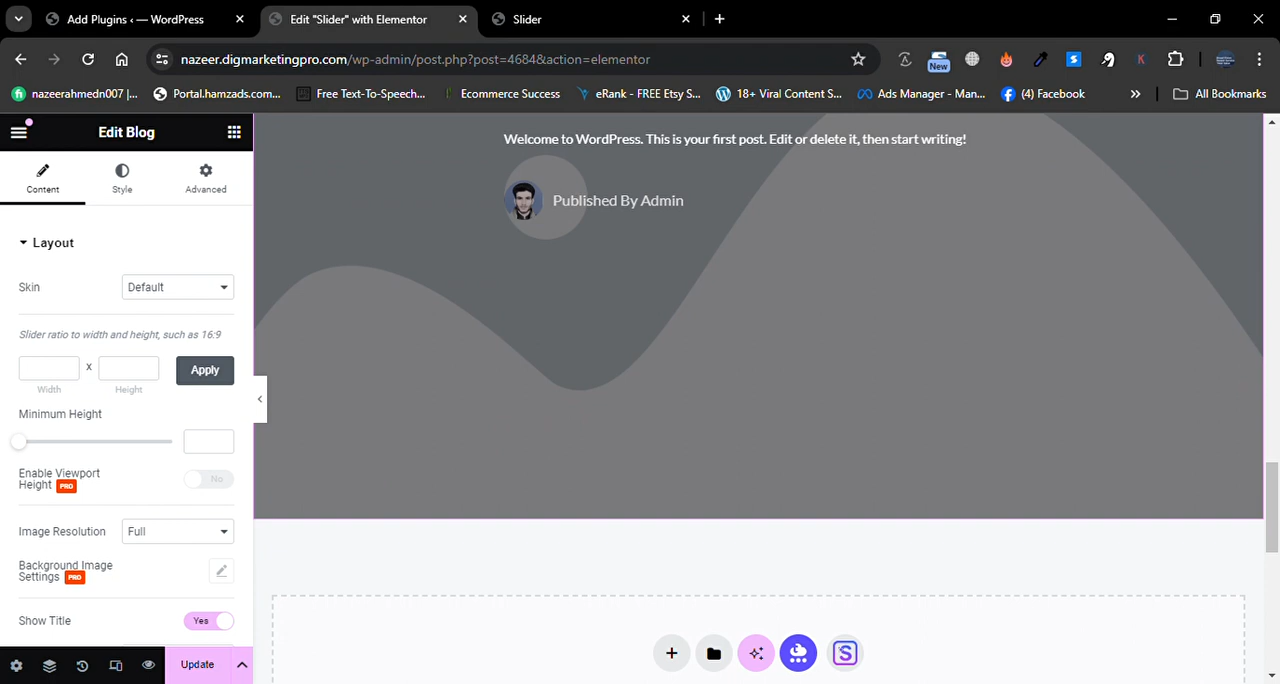 Add Plugins ‹ — WordPress
Edit "Slider" with Elementor
Slider
nazeer.digmarketingpro.com/wp-admin/post.php?post=4684&action=elementor
New
K
nazeerahmedn007 |...
Portal.hamzads.com...
Free Text-To-Speech...
Ecommerce Success
eRank - FREE Etsy S...
18+ Viral Content S...
Ads Manager - Man...
(4) Facebook
All Bookmarks
Edit Blog
Content
Style
Advanced
Layout
Skin
Default
Slider ratio to width and height, such as 16:9
x
Apply
Width
Height
Minimum Height
Enable Viewport
Height PRO
No
Image Resolution
Full
Background Image
Settings PRO
Show Title
Yes
Update
Welcome to WordPress. This is your first post. Edit or delete it, then start writing!
Published By Admin